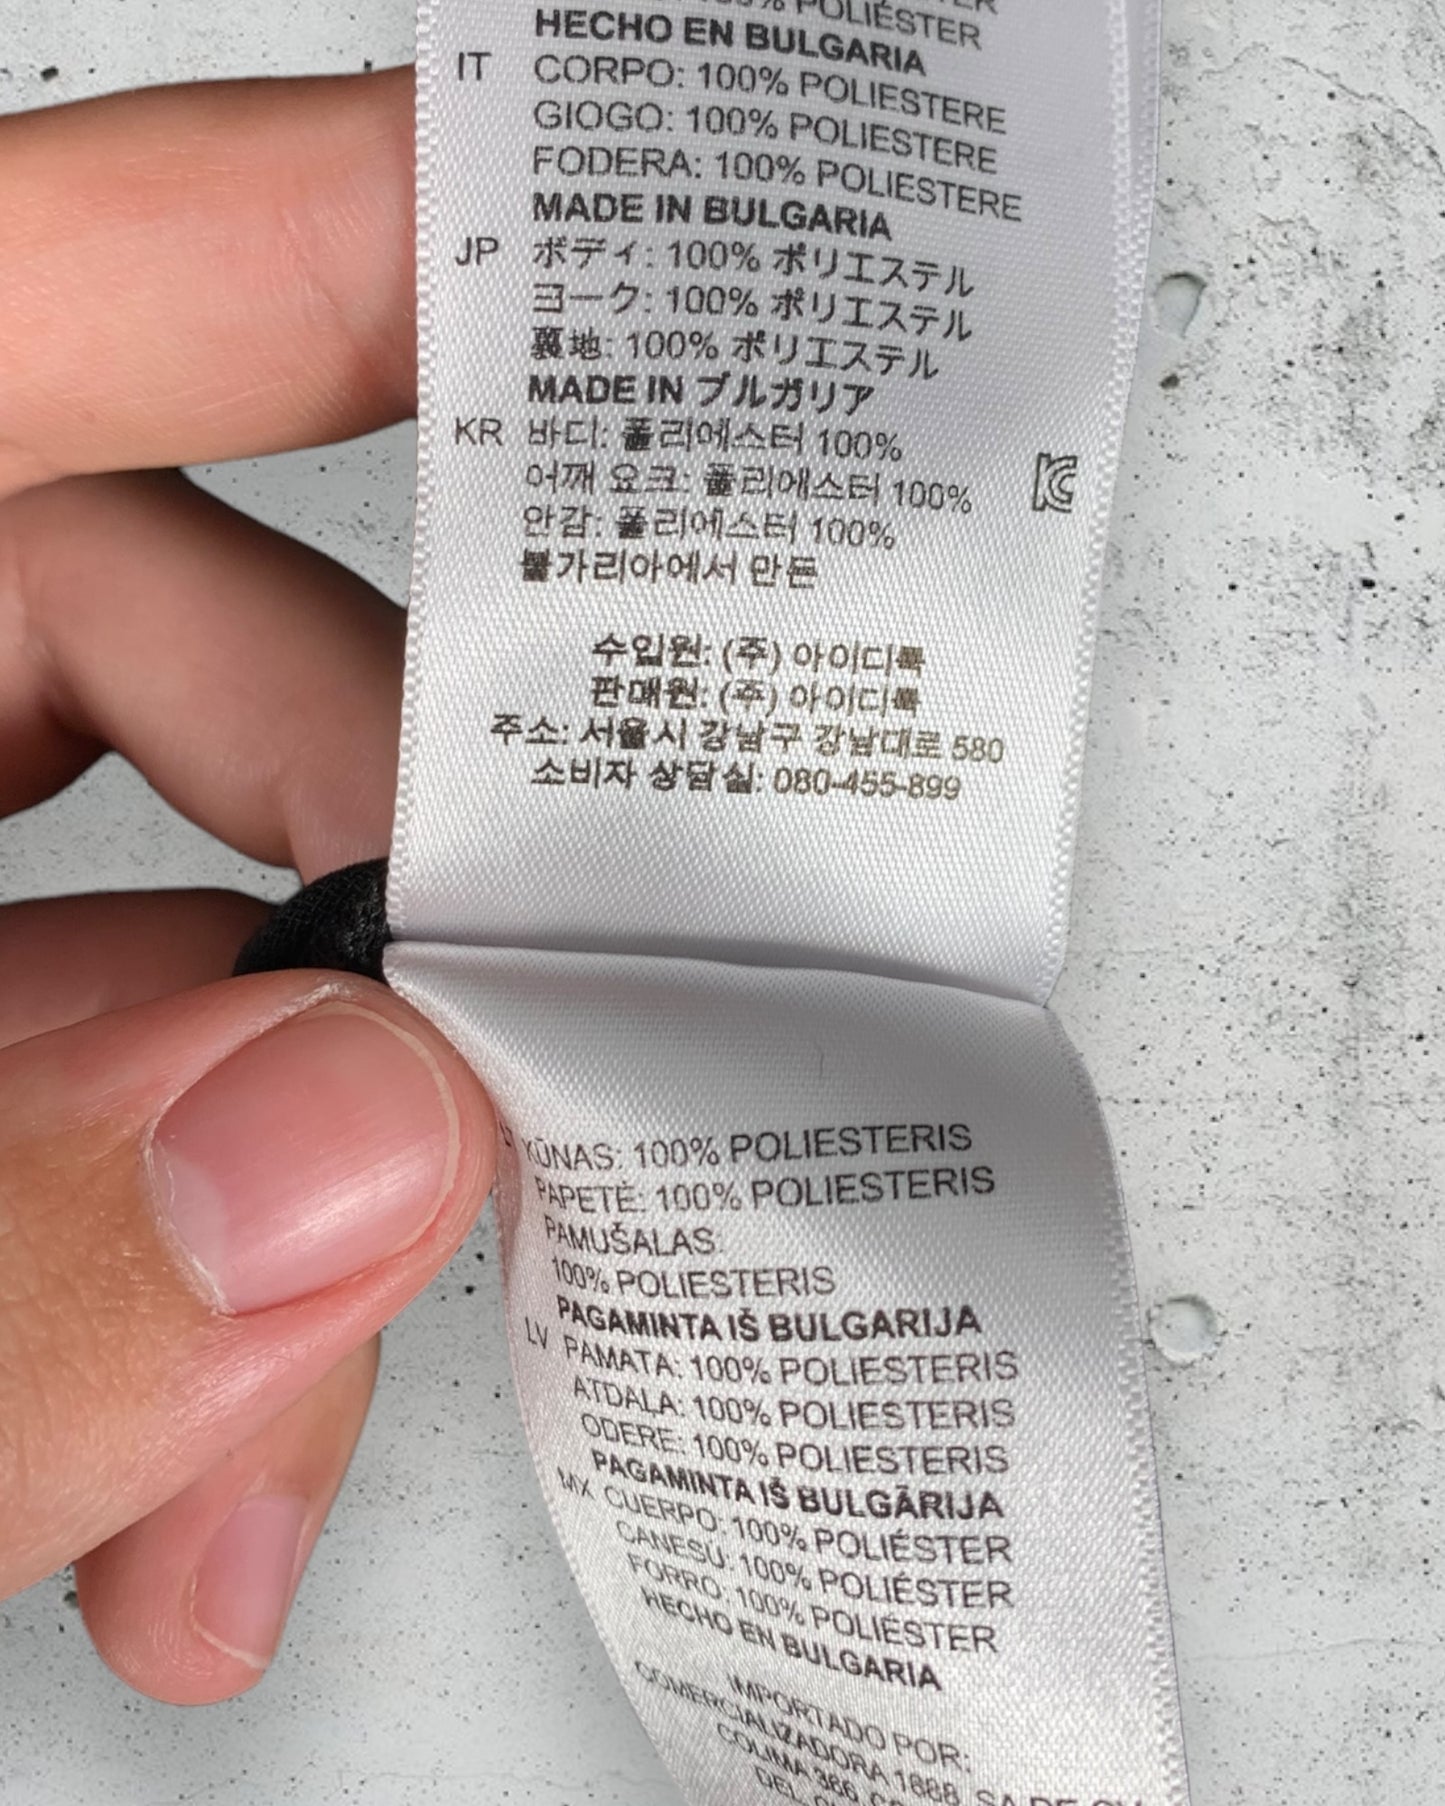 POLIÉSTER
HECHO EN BULGARIA
IT CORPO: 100% POLIESTERE
GIOGO: 100% POLIESTERE
FODERA: 100% POLIESTERE
MADE IN BULGARIA
JP ボディ: 100% ポリエステル
ヨーク: 100% ポリエステル
裏地: 100% ポリエステル
MADE IN ブルガリア
KR 바디: 폴리에스터 100%
어깨 요크: 폴리에스터 100%
안감: 폴리에스터 100%
불가리아에서 만든
수입원: (주) 아이디룩
판매원: (주) 아이디룩
주소: 서울시 강남구 강남대로 580
소비자 상담실: 080-455-899
LT KŪNAS: 100% POLIESTERIS
PAPETĖ: 100% POLIESTERIS
PAMUŠALAS:
100% POLIESTERIS
PAGAMINTA IŠ BULGARIJA
LV PAMATA: 100% POLIESTERIS
ATDALA: 100% POLIESTERIS
ODERE: 100% POLIESTERIS
PAGAMINTA IŠ BULGĀRIJA
MX CUERPO: 100% POLIÉSTER
CANESÚ: 100% POLIÉSTER
FORRO: 100% POLIÉSTER
HECHO EN BULGARIA
IMPORTADO POR:
COMERCIALIZADORA 1888, SA DE CV
COLIMA 366,
DEL